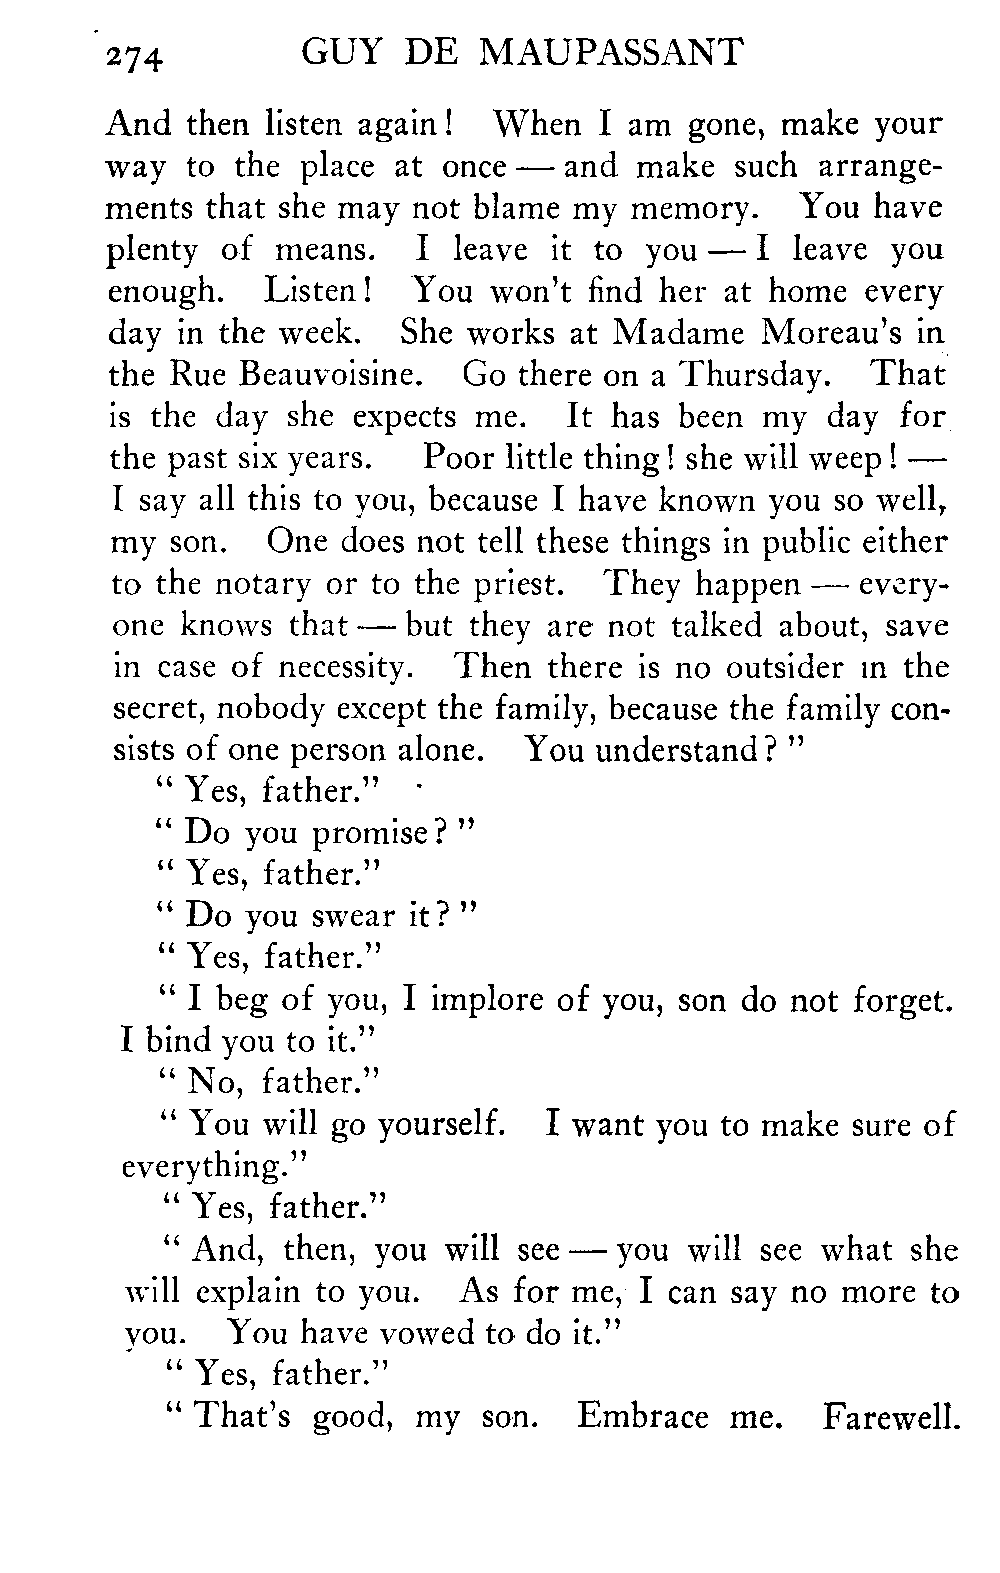 274 GUY DE MAUPASSANT
And then listen again! When I am gone, make your
way to the place at once — and make such arrange-
ments that she may not blame my memory. You have
plenty of means. I leave it to you — I leave you
enough. Listen! You won't find her at home every
day in the week. She works at Madame Moreau's in
the Rue Beauvoisine. Go there on a Thursday. That
is the day she expects me. It has been my day for
the past six years. Poor little thing! she will weep! —
I say all this to you, because I have known you so well,
my son. One does not tell these things in public either
to the notary or to the priest. They happen — every-
one knows that — but they are not talked about, save
in case of necessity. Then there is no outsider in the
secret, nobody except the family, because the family con-
sists of one person alone. You understand?"
"Yes, father."
"Do you promise?"
"Yes, father."
"Do you swear it?"
"Yes, father."
"I beg of you, I implore of you, son do not forget.
I bind you to it."
"No, father."
"You will go yourself. I want you to make sure of
everything."
"Yes, father."
"And, then, you will see — you will see what she
will explain to you. As for me, I can say no more to
you. You have vowed to do it."
"Yes, father."
"That's good, my son. Embrace me. Farewell.